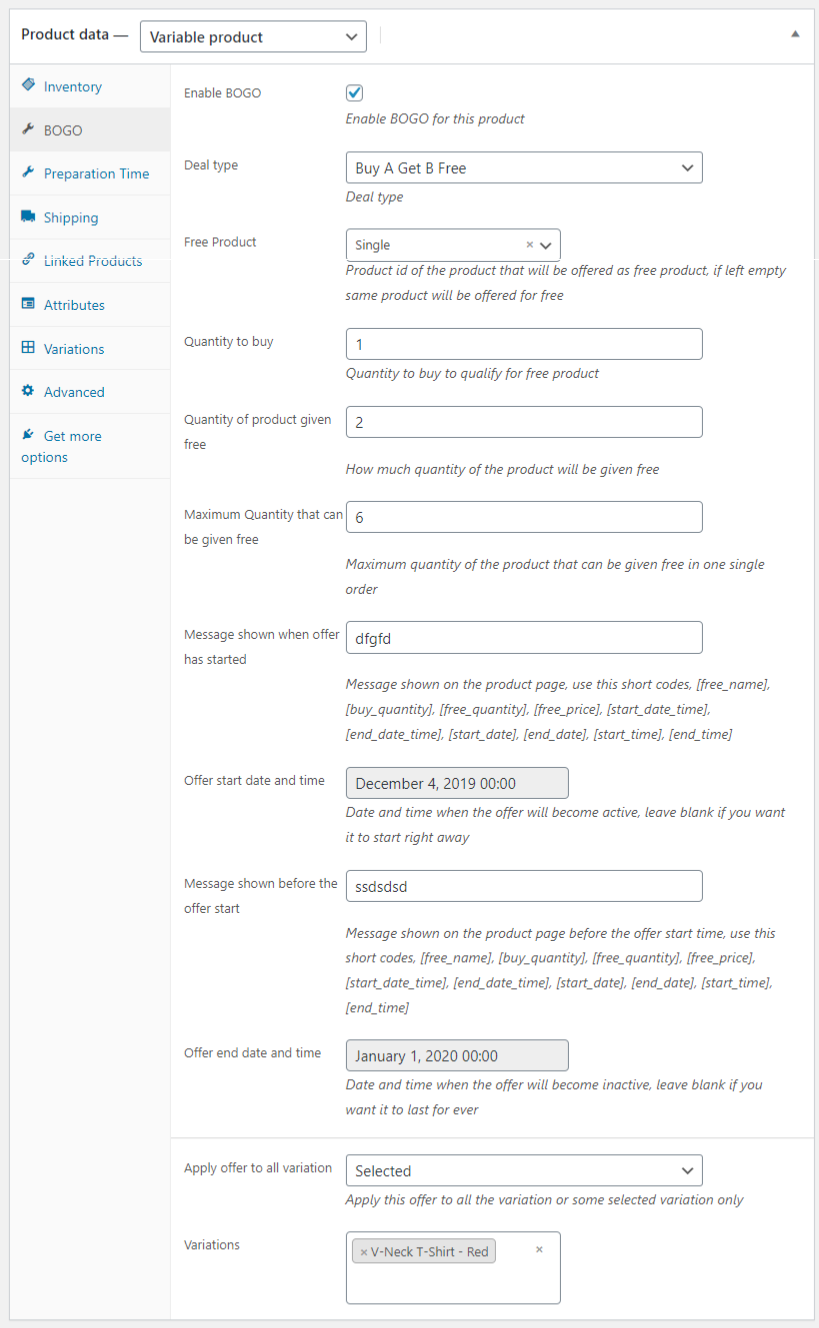 Product data — Variable product
Inventory
BOGO
Preparation Time
Shipping
Linked Products
Attributes
Variations
Advanced
Get more
options
Enable BOGO
Enable BOGO for this product
Deal type
Buy A Get B Free
Deal type
Free Product
Single ×
Product id of the product that will be offered as free product, if left empty
same product will be offered for free
Quantity to buy
1
Quantity to buy to qualify for free product
Quantity of product given
free
2
How much quantity of the product will be given free
Maximum Quantity that can
be given free
6
Maximum quantity of the product that can be given free in one single
order
Message shown when offer
has started
dfgfd
Message shown on the product page, use this short codes, [free_name],
[buy_quantity], [free_quantity], [free_price], [start_date_time],
[end_date_time], [start_date], [end_date], [start_time], [end_time]
Offer start date and time
December 4, 2019 00:00
Date and time when the offer will become active, leave blank if you want
it to start right away
Message shown before the
offer start
ssdsdsd
Message shown on the product page before the offer start time, use this
short codes, [free_name], [buy_quantity], [free_quantity], [free_price],
[start_date_time], [end_date_time], [start_date], [end_date], [start_time],
[end_time]
Offer end date and time
January 1, 2020 00:00
Date and time when the offer will become inactive, leave blank if you
want it to last for ever
Apply offer to all variation
Selected
Apply this offer to all the variation or some selected variation only
Variations
× V-Neck T-Shirt - Red ×